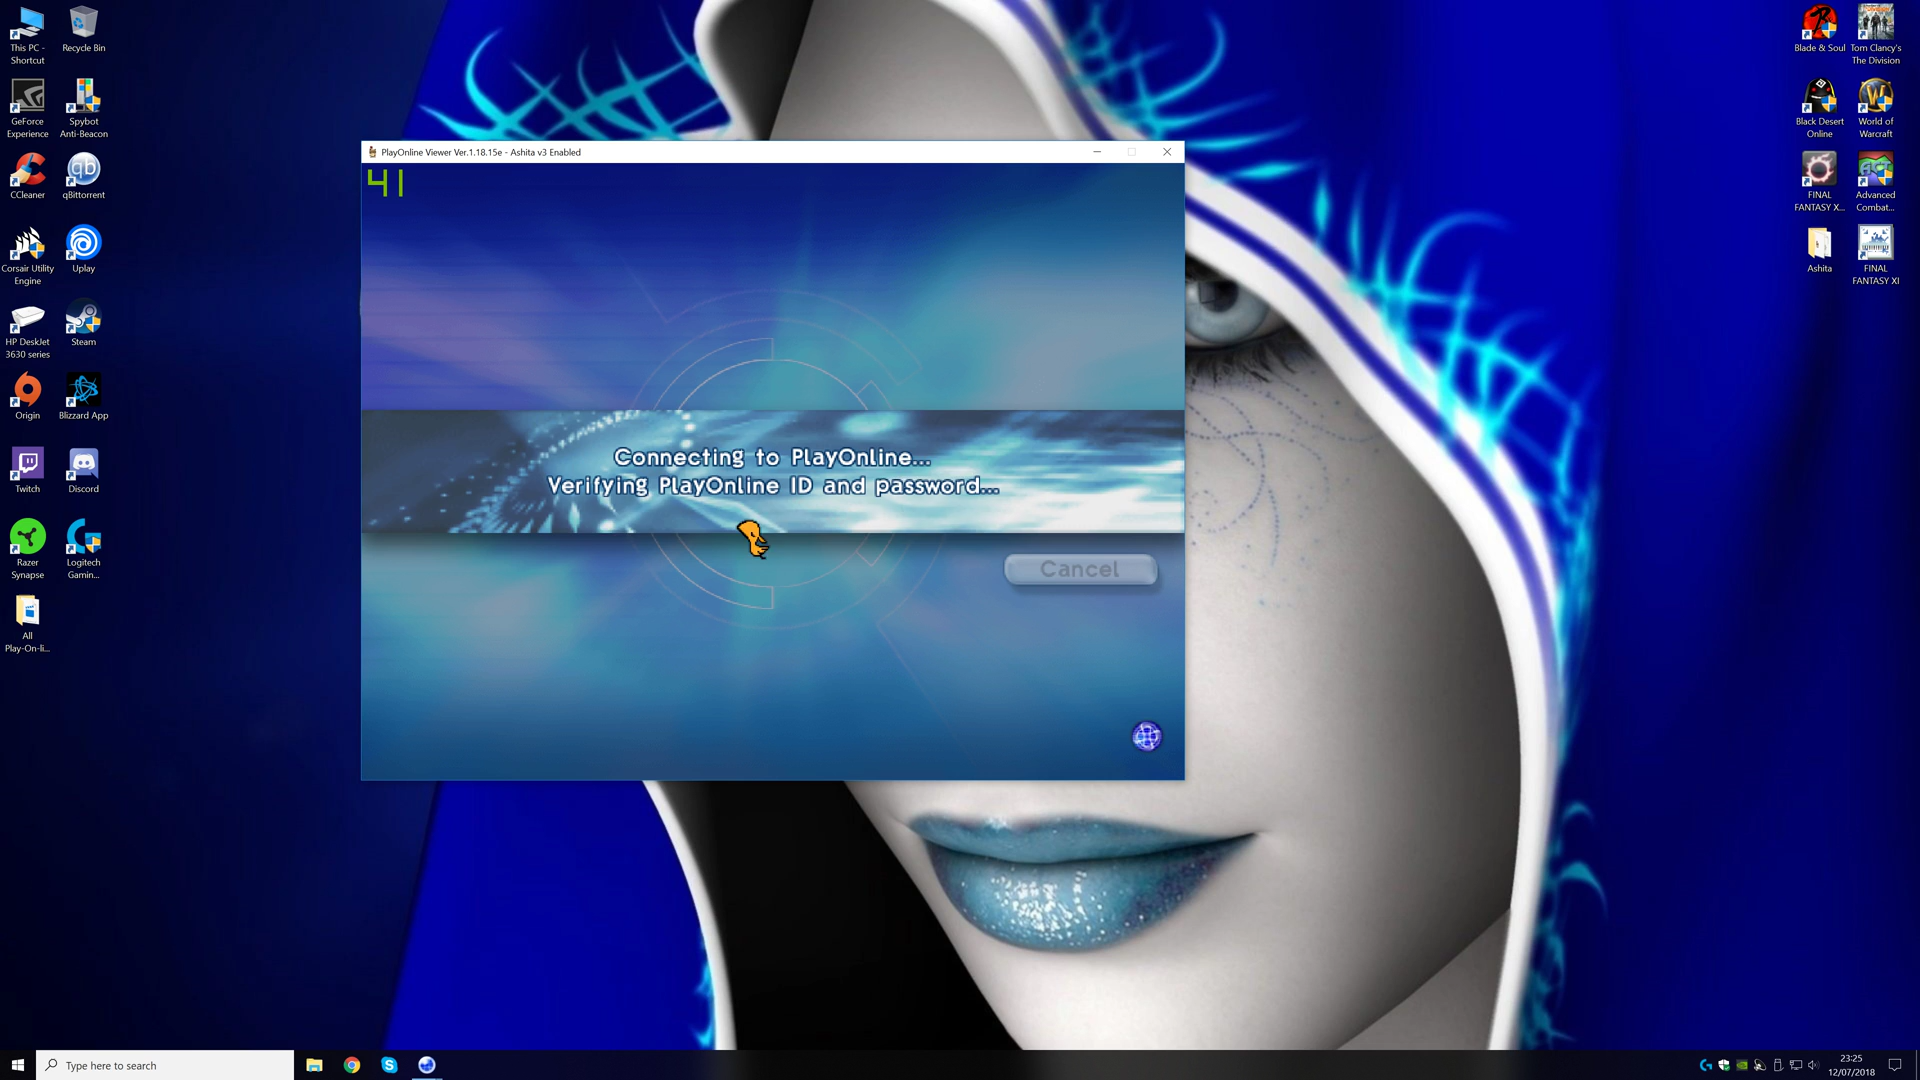 This PC -
Shortcut
Recycle Bin
GeForce
Experience
Spybot
Anti-Beacon
CCleaner
qBittorrent
Corsair Utility
Engine
Uplay
HP DeskJet
3630 series
Steam
Origin
Blizzard App
Twitch
Discord
Razer
Synapse
Logitech
Gamin...
All
Play-On-li...
PlayOnline Viewer Ver.1.18.15e - Ashita v3 Enabled
41
Connecting to PlayOnline...
Verifying PlayOnline ID and password...
Cancel
Blade & Soul
Tom Clancy's
The Division
Black Desert
Online
World of
Warcraft
FINAL
FANTASY X...
Advanced
Combat...
Ashita
FINAL
FANTASY XI
Type here to search
23:25
12/07/2018